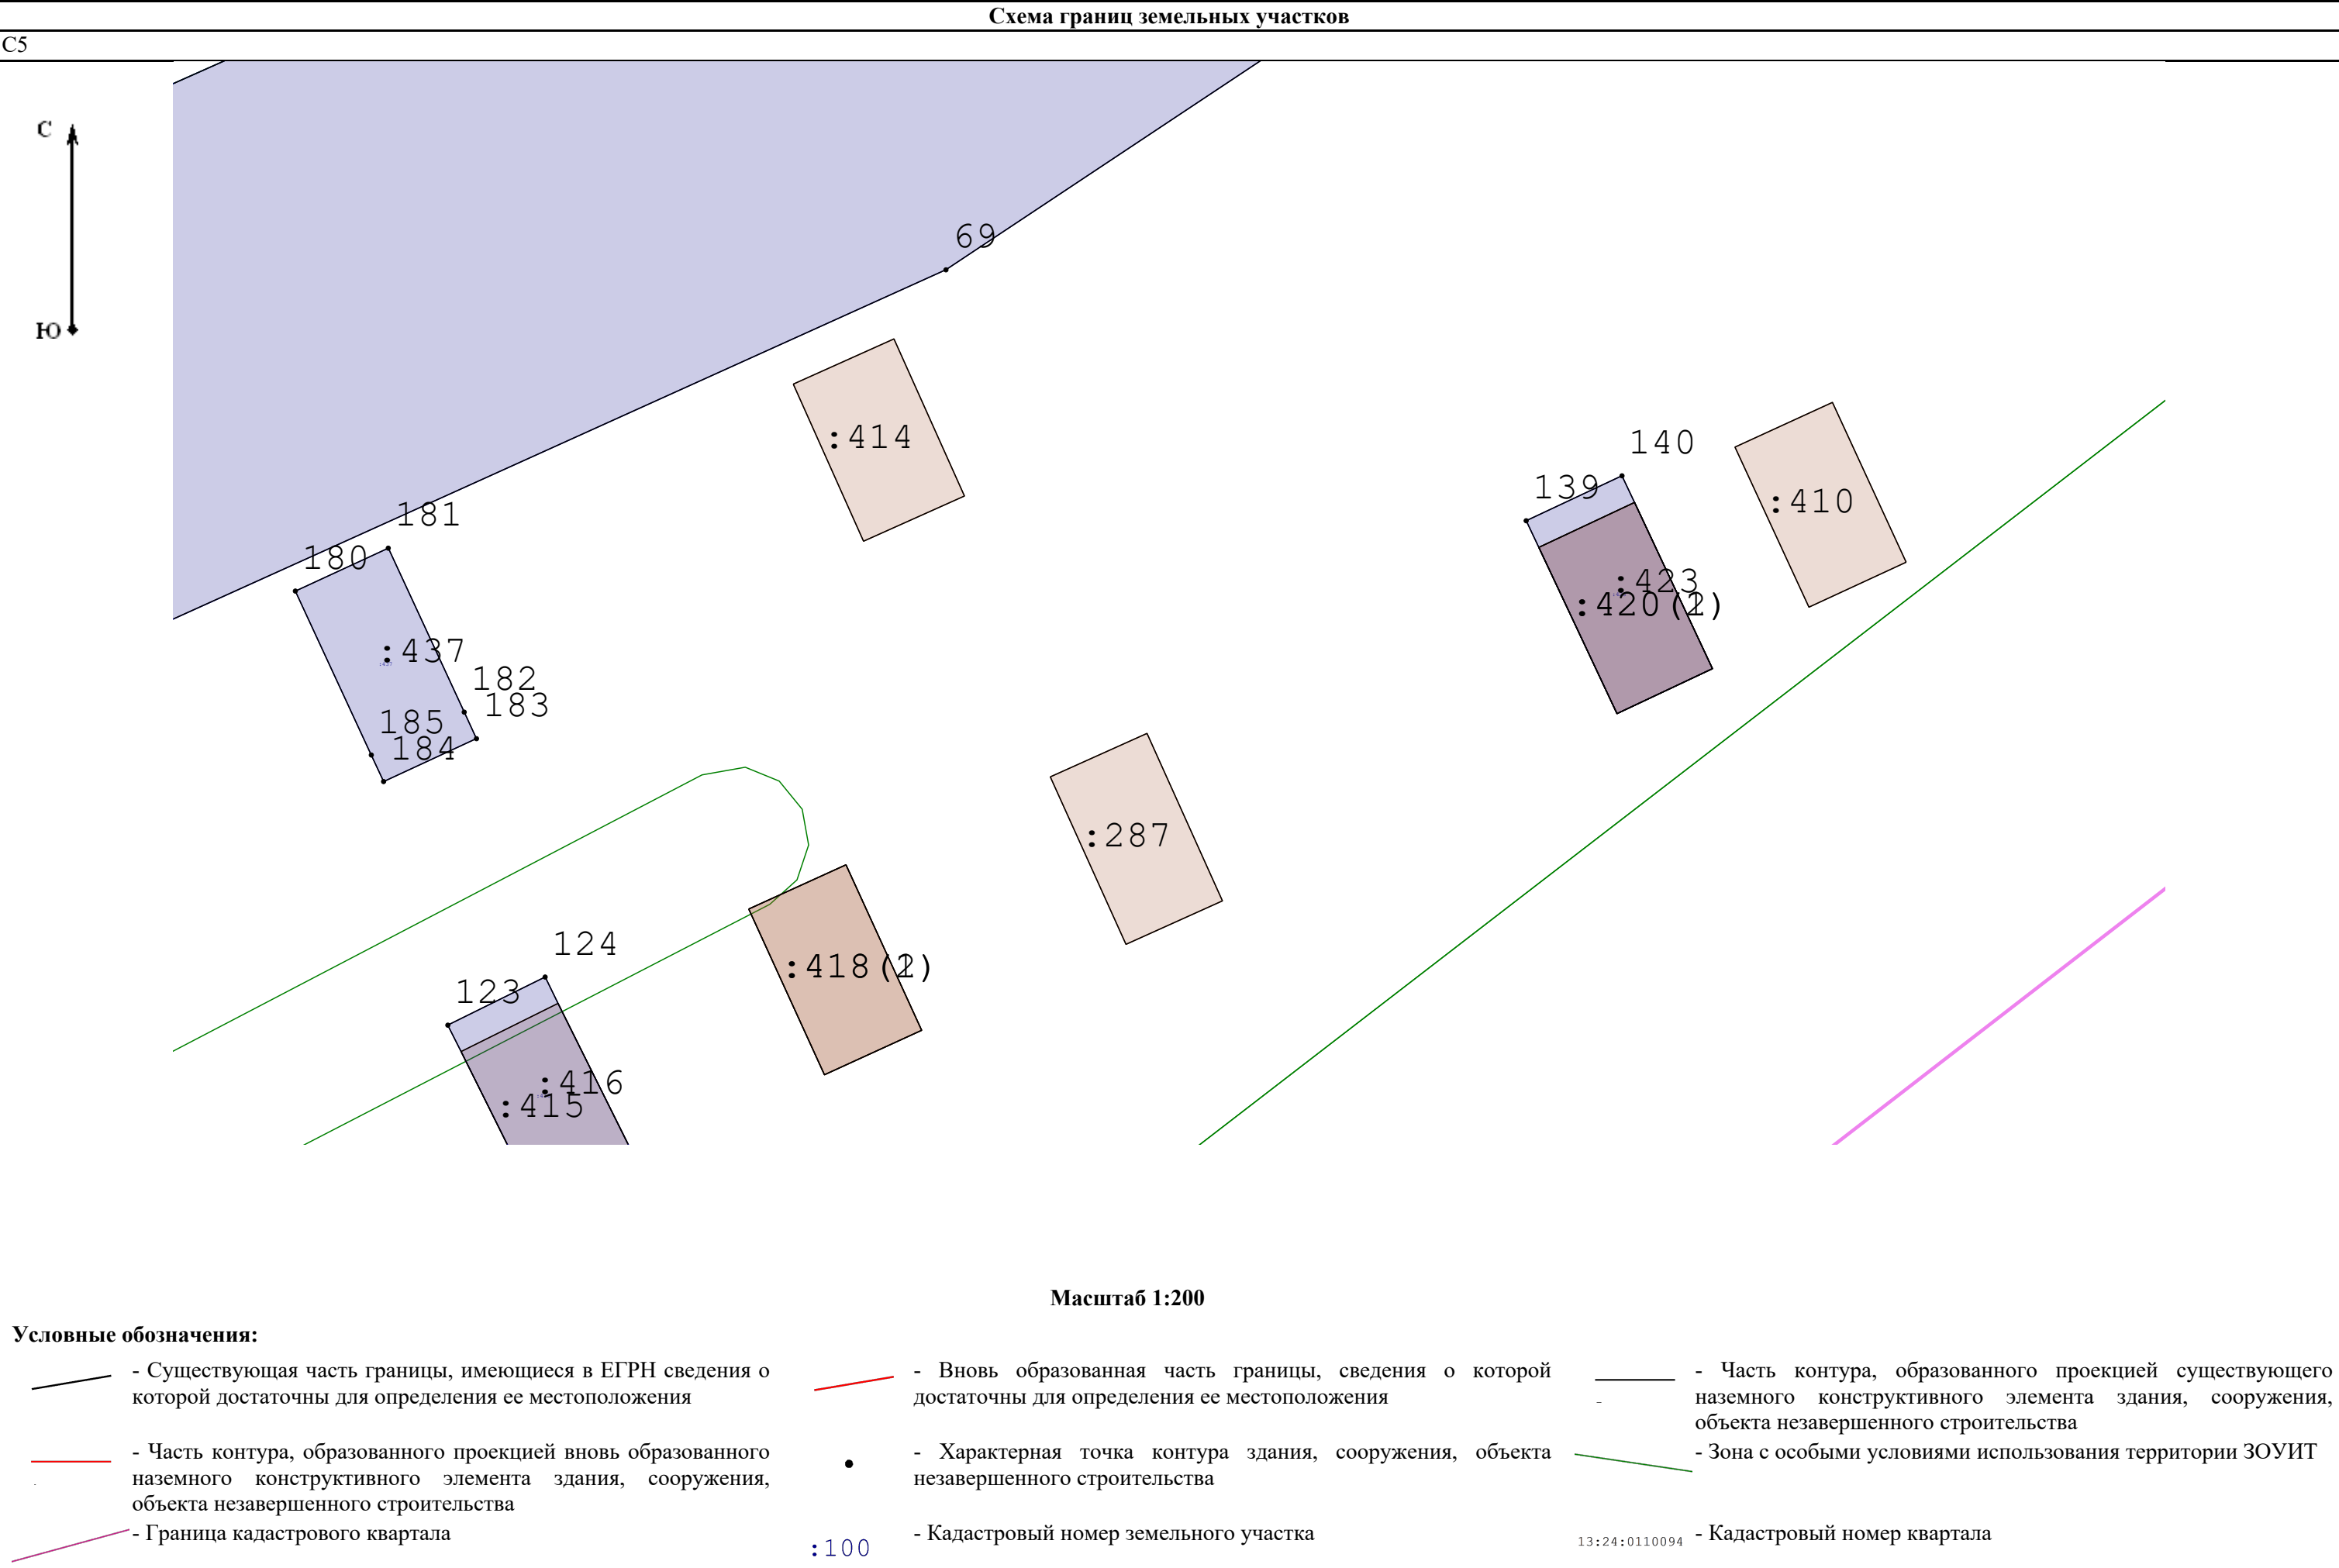 Схема границ земельных участков
С5
С
69
Ю
:414
140
:410
139
181
180
:423
:420
:437
182
183
185
184
:287
124
:418
123
:416
:415
Масштаб 1:200
Условные обозначения:
- Существующая часть границы, имеющиеся в ЕГРН сведения о
которой достаточны для определения ее местоположения
- Вновь образованная часть границы, сведения о которой
достаточны для определения ее местоположения
- Часть контура, образованного проекцией существующего
наземного конструктивного элемента здания, сооружения,
объекта незавершенного строительства
- Часть контура, образованного проекцией вновь образованного
наземного конструктивного элемента здания, сооружения,
объекта незавершенного строительства
- Характерная точка контура здания, сооружения, объекта
незавершенного строительства
- Зона с особыми условиями использования территории ЗОУИТ
- Граница кадастрового квартала
:100
- Кадастровый номер земельного участка
13:24:0110094
- Кадастровый номер квартала